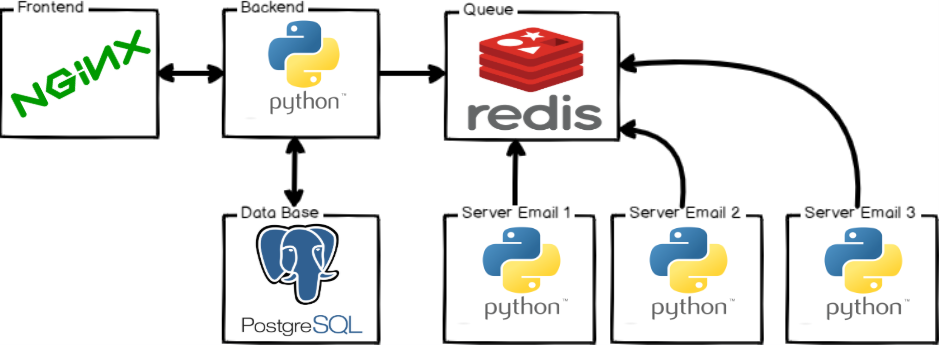 Frontend
Backend
Queue
NGiNX
python™
redis
Data Base
Server Email 1
Server Email 2
Server Email 3
PostgreSQL
python™
python™
python™